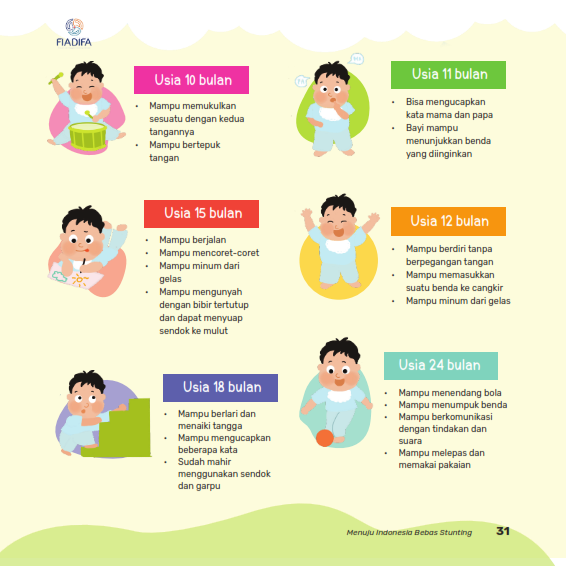 FIADIFA
Usia 10 bulan
• Mampu memukulkan
sesuatu dengan kedua
tangannya
• Mampu bertepuk
tangan
Usia 11 bulan
• Bisa mengucapkan
kata mama dan papa
• Bayi mampu
menunjukkan benda
yang diinginkan
Usia 15 bulan
• Mampu berjalan
• Mampu mencoret-coret
• Mampu minum dari
gelas
• Mampu mengunyah
dengan bibir tertutup
dan dapat menyuap
sendok ke mulut
Usia 12 bulan
• Mampu berdiri tanpa
berpegangan tangan
• Mampu memasukkan
suatu benda ke cangkir
• Mampu minum dari gelas
Usia 18 bulan
• Mampu berlari dan
menaiki tangga
• Mampu mengucapkan
beberapa kata
• Sudah mahir
menggunakan sendok
dan garpu
Usia 24 bulan
• Mampu menendang bola
• Mampu menumpuk benda
• Mampu berkomunikasi
dengan tindakan dan
suara
• Mampu melepas dan
memakai pakaian
Menuju Indonesia Bebas Stunting 31